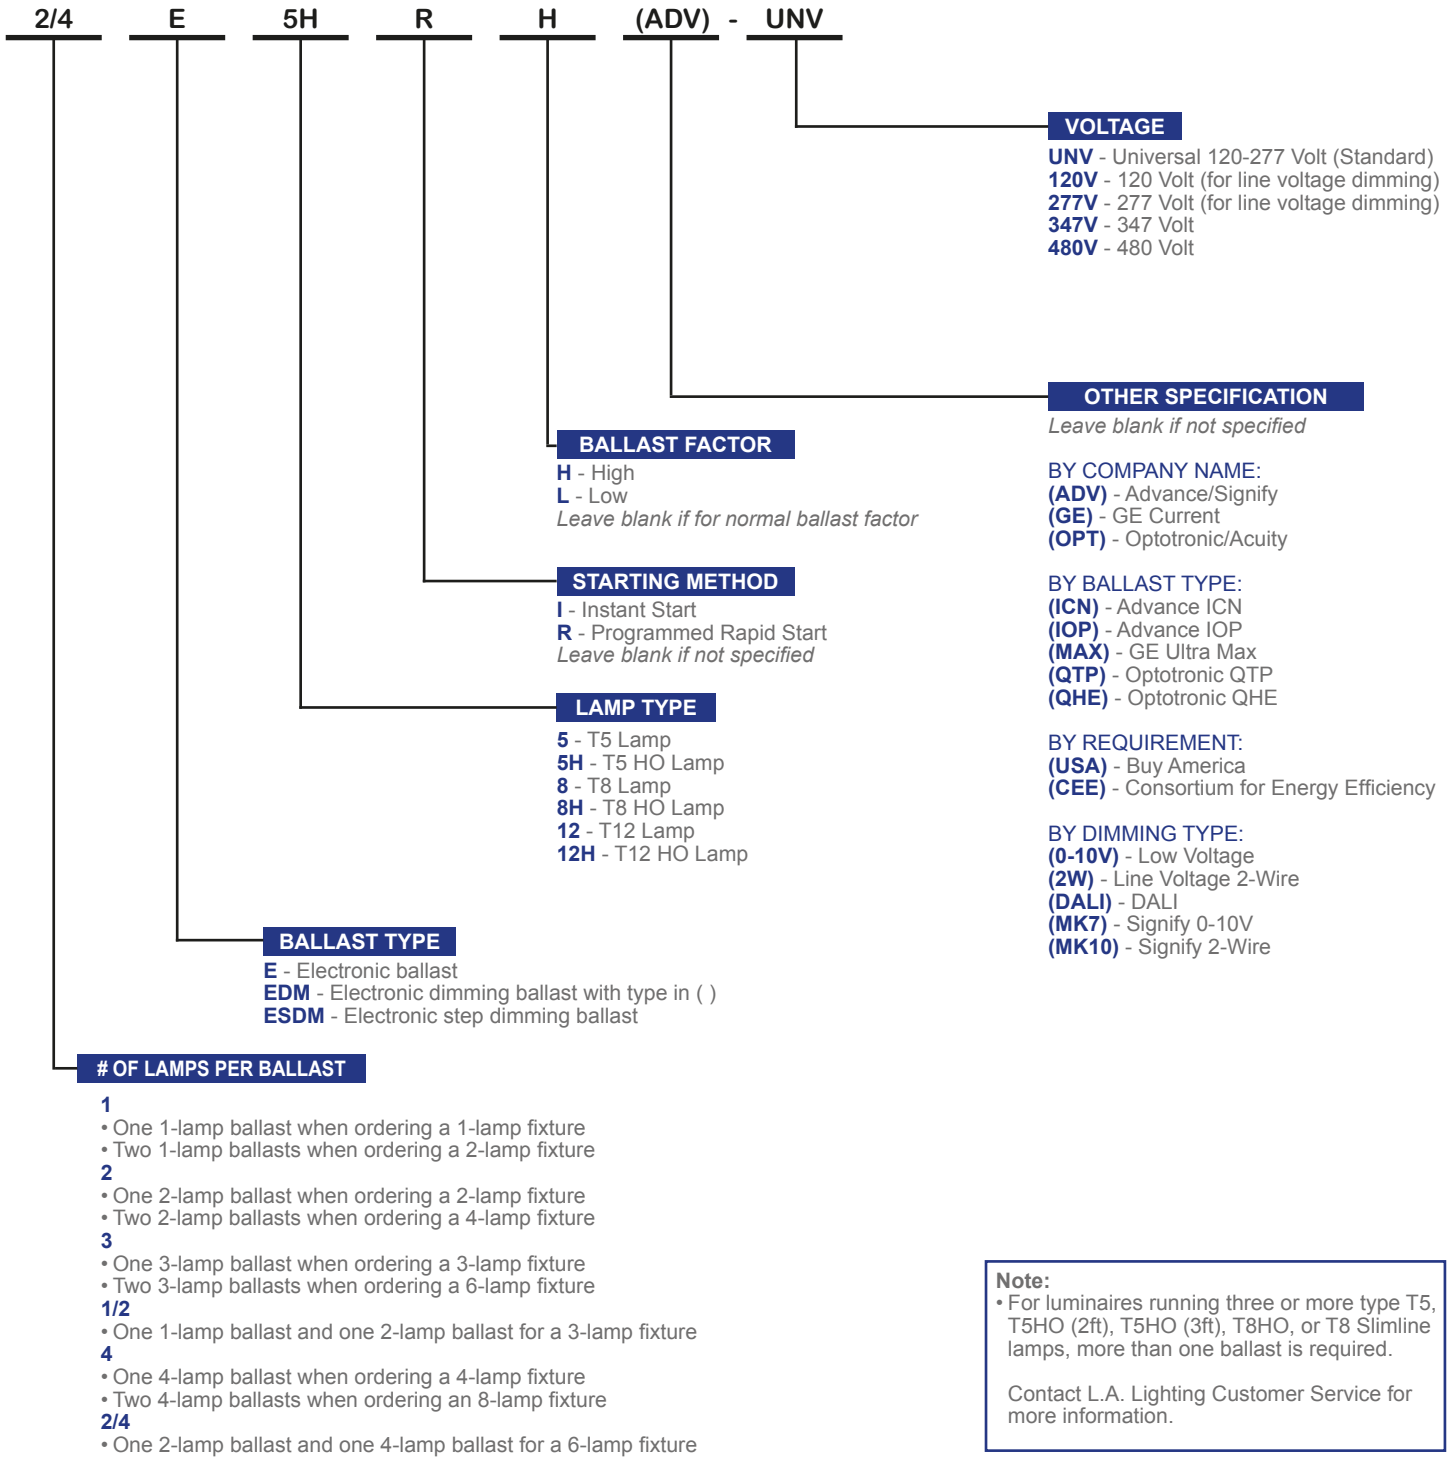 2/4 E 5H R H (ADV) - UNV
VOLTAGE
UNV - Universal 120-277 Volt (Standard)
120V - 120 Volt (for line voltage dimming)
277V - 277 Volt (for line voltage dimming)
347V - 347 Volt
480V - 480 Volt
OTHER SPECIFICATION
Leave blank if not specified
BY COMPANY NAME:
(ADV) - Advance/Signify
(GE) - GE Current
(OPT) - Optotronic/Acuity
BY BALLAST TYPE:
(ICN) - Advance ICN
(IOP) - Advance IOP
(MAX) - GE Ultra Max
(QTP) - Optotronic QTP
(QHE) - Optotronic QHE
BY REQUIREMENT:
(USA) - Buy America
(CEE) - Consortium for Energy Efficiency
BY DIMMING TYPE:
(0-10V) - Low Voltage
(2W) - Line Voltage 2-Wire
(DALI) - DALI
(MK7) - Signify 0-10V
(MK10) - Signify 2-Wire
BALLAST FACTOR
H - High
L - Low
Leave blank if for normal ballast factor
STARTING METHOD
I - Instant Start
R - Programmed Rapid Start
Leave blank if not specified
LAMP TYPE
5 - T5 Lamp
5H - T5 HO Lamp
8 - T8 Lamp
8H - T8 HO Lamp
12 - T12 Lamp
12H - T12 HO Lamp
BALLAST TYPE
E - Electronic ballast
EDM - Electronic dimming ballast with type in ( )
ESDM - Electronic step dimming ballast
# OF LAMPS PER BALLAST
1
• One 1-lamp ballast when ordering a 1-lamp fixture
• Two 1-lamp ballasts when ordering a 2-lamp fixture
2
• One 2-lamp ballast when ordering a 2-lamp fixture
• Two 2-lamp ballasts when ordering a 4-lamp fixture
3
• One 3-lamp ballast when ordering a 3-lamp fixture
• Two 3-lamp ballasts when ordering a 6-lamp fixture
1/2
• One 1-lamp ballast and one 2-lamp ballast for a 3-lamp fixture
4
• One 4-lamp ballast when ordering a 4-lamp fixture
• Two 4-lamp ballasts when ordering an 8-lamp fixture
2/4
• One 2-lamp ballast and one 4-lamp ballast for a 6-lamp fixture
Note:
• For luminaires running three or more type T5,
T5HO (2ft), T5HO (3ft), T8HO, or T8 Slimline
lamps, more than one ballast is required.
Contact L.A. Lighting Customer Service for
more information.